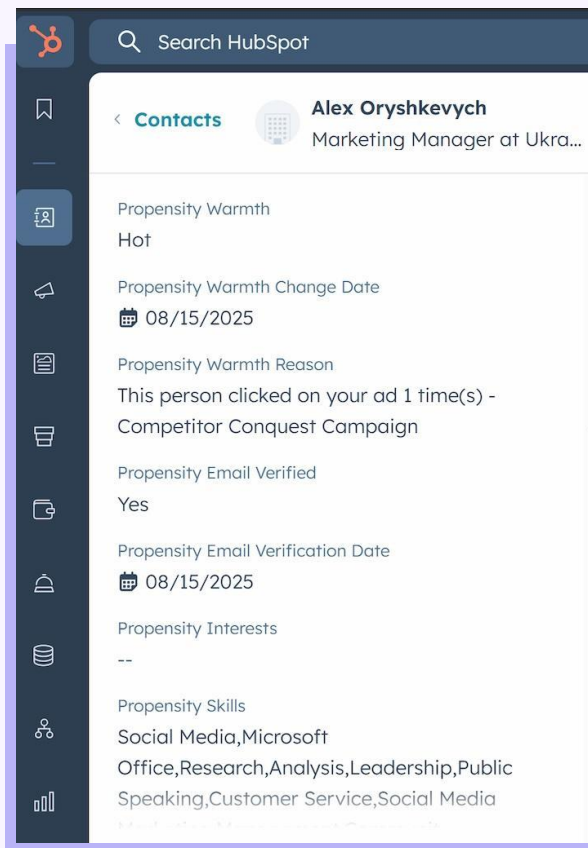 Search HubSpot
Contacts
Alex Oryshkevych
Marketing Manager at Ukra...
Propensity Warmth
Hot
Propensity Warmth Change Date
08/15/2025
Propensity Warmth Reason
This person clicked on your ad 1 time(s) -
Competitor Conquest Campaign
Propensity Email Verified
Yes
Propensity Email Verification Date
08/15/2025
Propensity Interests
--
Propensity Skills
Social Media,Microsoft
Office,Research,Analysis,Leadership,Public
Speaking,Customer Service,Social Media